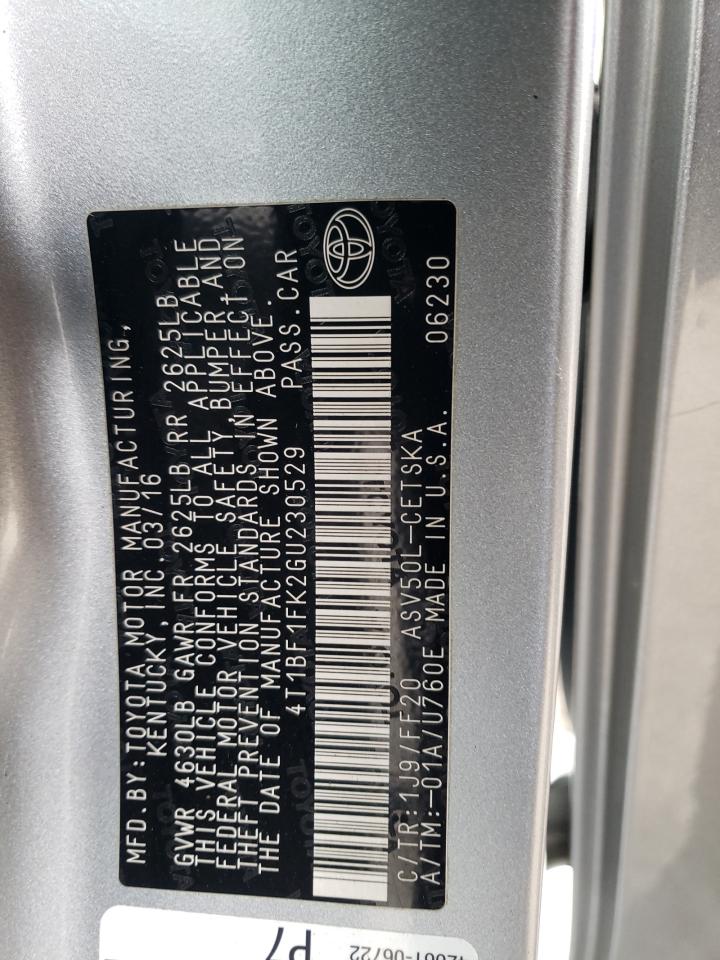 MFD.BY:TOYOTA MOTOR MANUFACTURING,
KENTUCKY,INC. 03/16
GVWR 4630LB GAWR/FR 2625LB RR 2625LB
THIS VEHICLE CONFORMS TO ALL APPLICABLE
FEDERAL MOTOR VEHICLE SAFETY, BUMPER,AND
THEFT PREVENTION STANDARDS IN EFFECT ON
THE DATE OF MANUFACTURE SHOWN ABOVE.
4T1BF1FK2GU230529 PASS.CAR
C/TR:1J9/FF20 ASV50L-CETSKA
A/TM:-01A/U760E MADE IN U.S.A. 06230
P7